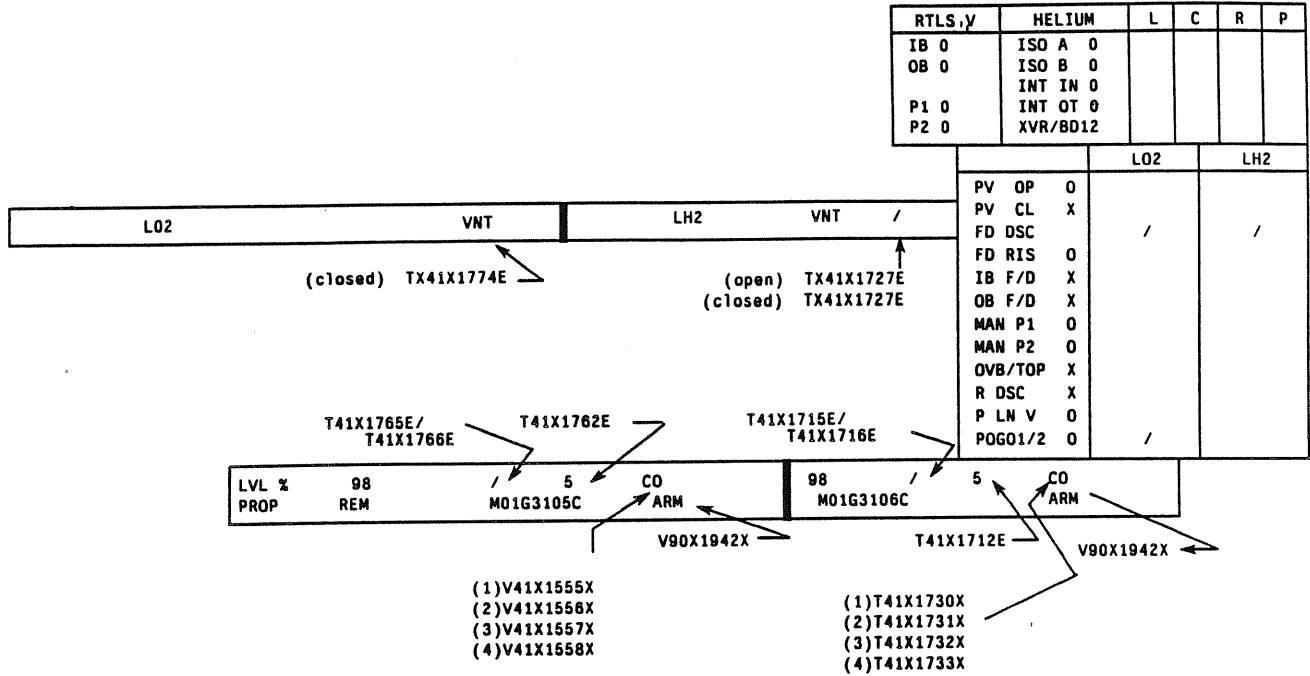 RTLS,V HELIUM L C R P
IB 0 ISO A 0
OB 0 ISO B 0
INT IN 0
P1 0 INT OT 0
P2 0 XVR/BD12
LO2 LH2
PV OP O
PV CL X
FD DSC / /
FD RIS O
IB F/D X
OB F/D X
MAN P1 O
MAN P2 O
OVB/TOP X
R DSC X
P LN V O
POGO1/2 O /
LO2 VNT LH2 VNT /
(closed) TX41X1774E (open) TX41X1727E
(closed) TX41X1727E
T41X1765E/ T41X1762E T41X1715E/
T41X1766E T41X1716E
LVL % 98 / 5 CO 98 / 5 CO
PROP REM M01G3105C ARM M01G3106C ARM
V90X1942X T41X1712E V90X1942X
(1)V41X1555X (1)T41X1730X
(2)V41X1556X (2)T41X1731X
(3)V41X1557X (3)T41X1732X
(4)V41X1558X (4)T41X1733X